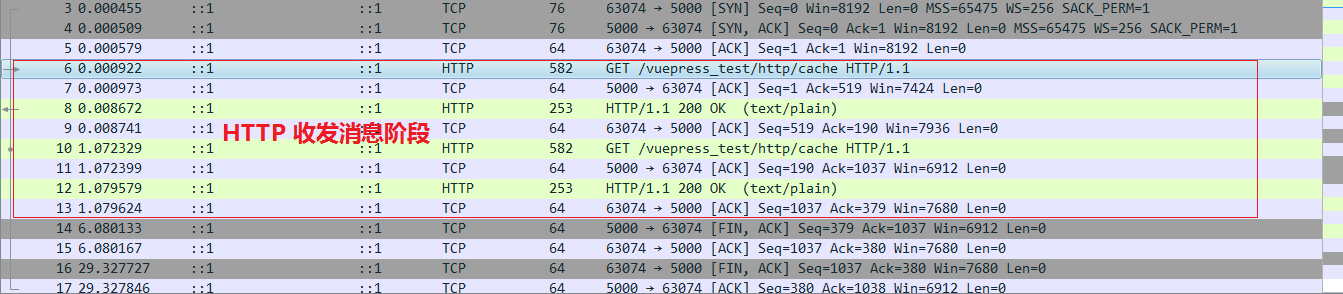 3 0.000455 ::1 ::1 TCP 76 63074 → 5000 [SYN] Seq=0 Win=8192 Len=0 MSS=65475 WS=256 SACK_PERM=1
4 0.000509 ::1 ::1 TCP 76 5000 → 63074 [SYN, ACK] Seq=0 Ack=1 Win=8192 Len=0 MSS=65475 WS=256 SACK_PERM=1
5 0.000579 ::1 ::1 TCP 64 63074 → 5000 [ACK] Seq=1 Ack=1 Win=8192 Len=0
6 0.000922 ::1 ::1 HTTP 582 GET /vuepress_test/http/cache HTTP/1.1
7 0.000973 ::1 ::1 TCP 64 5000 → 63074 [ACK] Seq=1 Ack=519 Win=7424 Len=0
8 0.008672 ::1 ::1 HTTP 253 HTTP/1.1 200 OK (text/plain)
9 0.008741 ::1 ::1 TCP 64 63074 → 5000 [ACK] Seq=519 Ack=190 Win=7936 Len=0
HTTP 收发消息阶段
10 1.072329 ::1 ::1 HTTP 582 GET /vuepress_test/http/cache HTTP/1.1
11 1.072399 ::1 ::1 TCP 64 5000 → 63074 [ACK] Seq=190 Ack=1037 Win=6912 Len=0
12 1.079579 ::1 ::1 HTTP 253 HTTP/1.1 200 OK (text/plain)
13 1.079624 ::1 ::1 TCP 64 63074 → 5000 [ACK] Seq=1037 Ack=379 Win=7680 Len=0
14 6.080133 ::1 ::1 TCP 64 5000 → 63074 [FIN, ACK] Seq=379 Ack=1037 Win=6912 Len=0
15 6.080167 ::1 ::1 TCP 64 63074 → 5000 [ACK] Seq=1037 Ack=380 Win=7680 Len=0
16 29.327727 ::1 ::1 TCP 64 63074 → 5000 [FIN, ACK] Seq=1037 Ack=380 Win=7680 Len=0
17 29.327846 ::1 ::1 TCP 64 5000 → 63074 [ACK] Seq=380 Ack=1038 Win=6912 Len=0